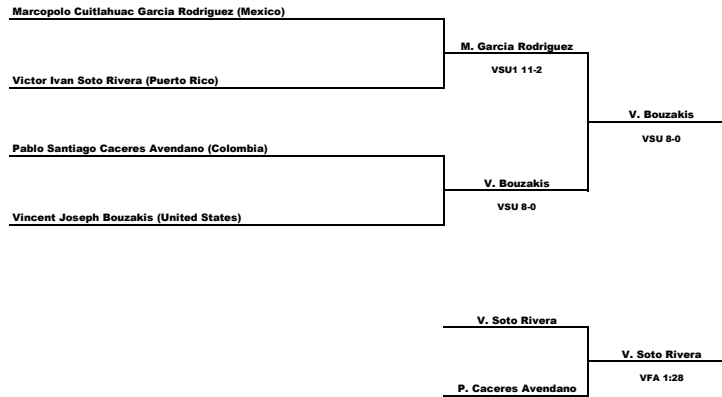 Marcopolo Cuitlahuac Garcia Rodriguez (Mexico)
M. Garcia Rodriguez
VSU1 11-2
Victor Ivan Soto Rivera (Puerto Rico)
V. Bouzakis
VSU 8-0
Pablo Santiago Caceres Avendano (Colombia)
V. Bouzakis
VSU 8-0
Vincent Joseph Bouzakis (United States)
V. Soto Rivera
V. Soto Rivera
VFA 1:28
P. Caceres Avendano